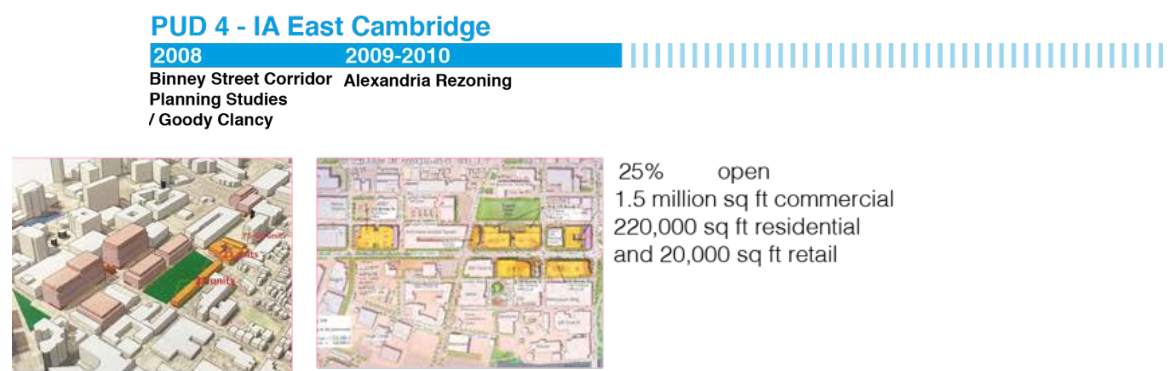 PUD 4 - IA East Cambridge
2008 2009-2010
Binney Street Corridor Alexandria Rezoning
Planning Studies
/ Goody Clancy
25% open
1.5 million sq ft commercial
220,000 sq ft residential
and 20,000 sq ft retail
units